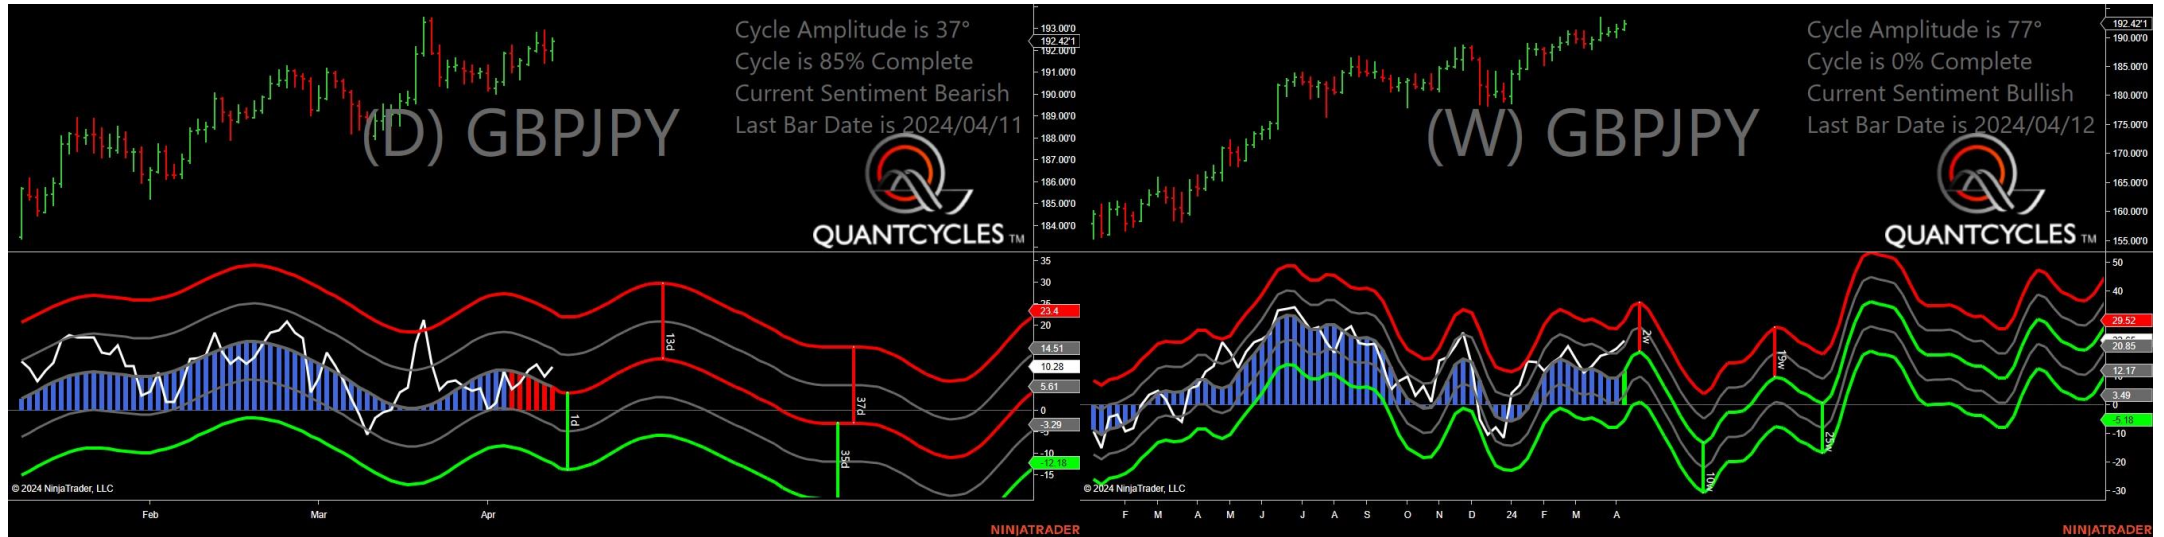 Cycle Amplitude is 37°
Cycle is 85% Complete
Current Sentiment Bearish
Last Bar Date is 2024/04/11
(D) GBPJPY
QUANTCYCLES TM
193.00'0
192.42'1
192.00'0
191.00'0
190.00'0
189.00'0
188.00'0
187.00'0
186.00'0
185.00'0
184.00'0
35
30
25
23.4
20
14.51
10.28
5.61
0
-3.29
-5
-10
-12.18
-15
13d
37d
1d
35d
© 2024 NinjaTrader, LLC
Feb Mar Apr
NINJATRADER
Cycle Amplitude is 77°
Cycle is 0% Complete
Current Sentiment Bullish
Last Bar Date is 2024/04/12
(W) GBPJPY
QUANTCYCLES TM
192.42'1
190.00'0
185.00'0
180.00'0
175.00'0
170.00'0
165.00'0
160.00'0
155.00'0
50
40
29.52
20.85
12.17
3.49
0
-5.18
-10
-20
-30
2w
19w
25w
10w
© 2024 NinjaTrader, LLC
F M A M J J A S O N D 24 F M A
NINJATRADER